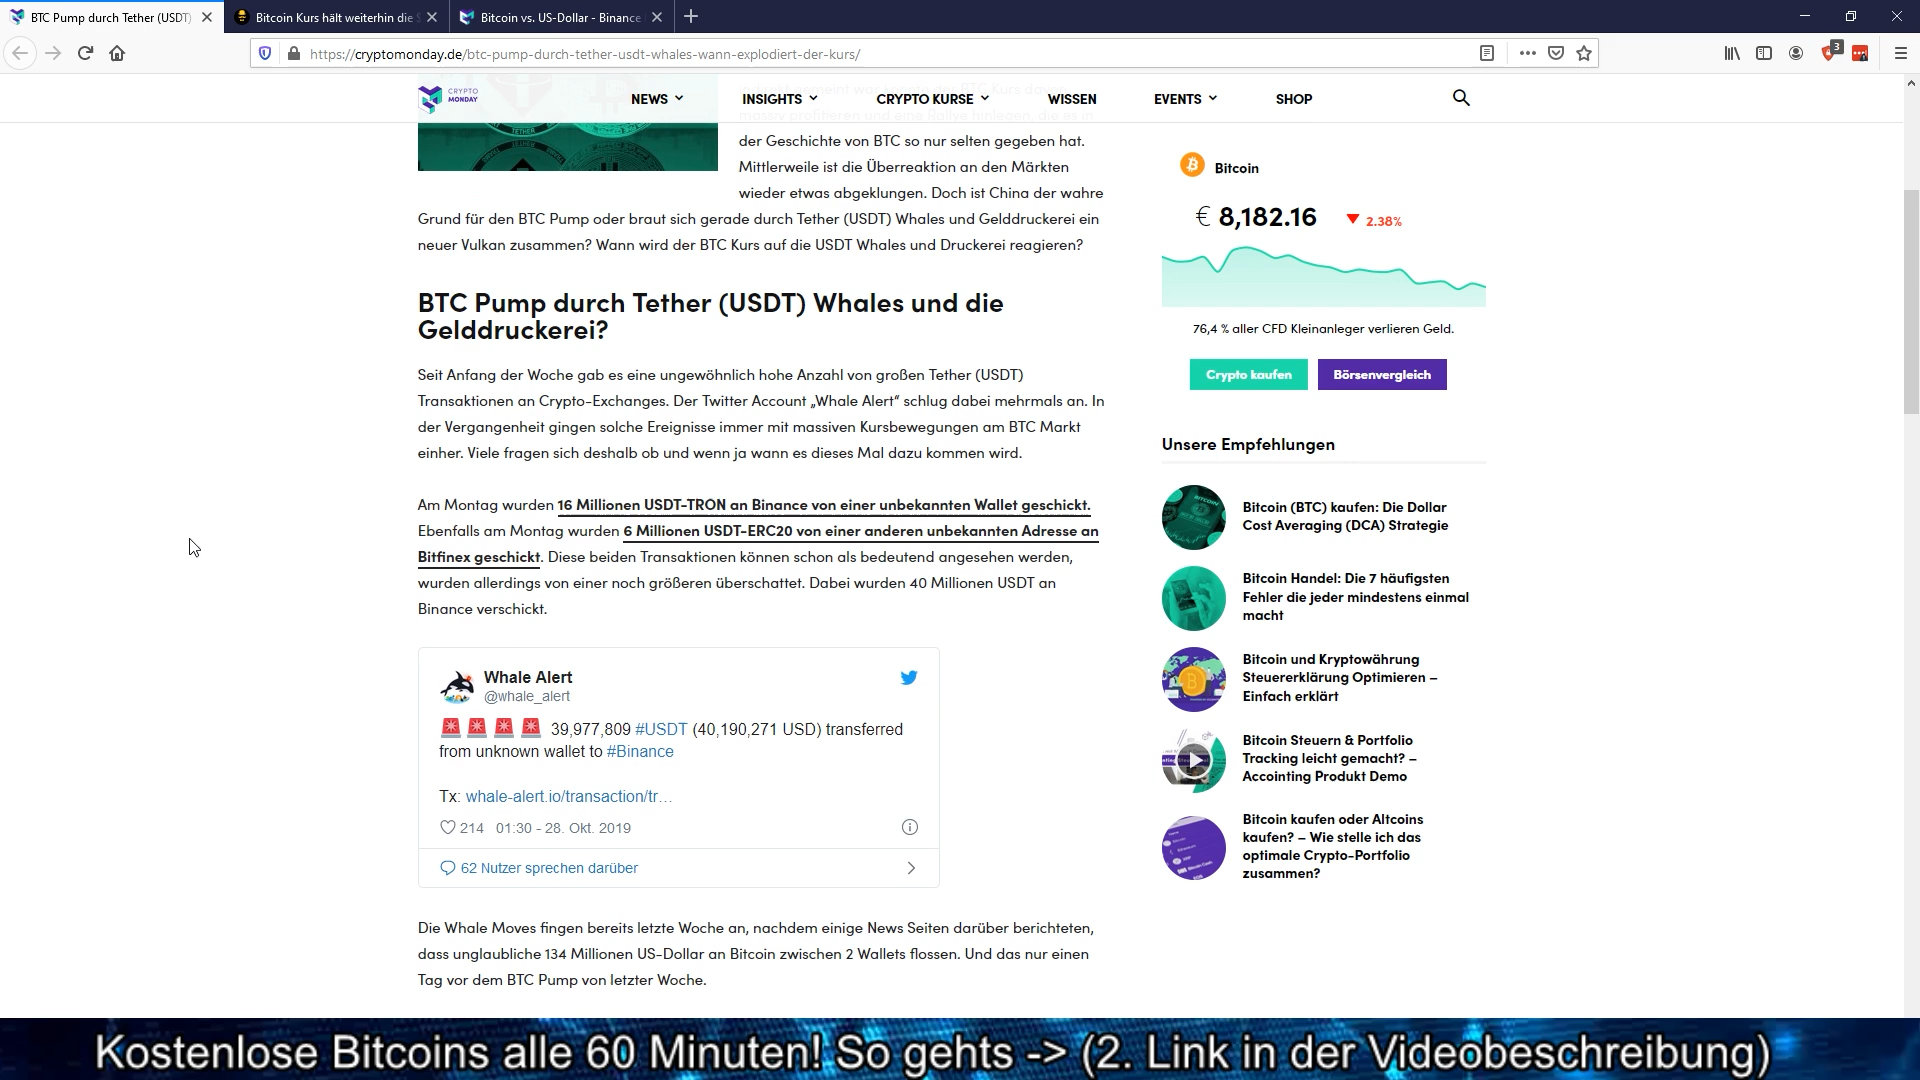 BTC Pump durch Tether (USDT)
Bitcoin Kurs hält weiterhin die
Bitcoin vs. US-Dollar - Binance
https://cryptomonday.de/btc-pump-durch-tether-usdt-whales-wann-explodiert-der-kurs/
3
CRYPTO
MONDAY
NEWS
INSIGHTS
CRYPTO KURSE
WISSEN
EVENTS
SHOP
TETHER
der Geschichte von BTC so nur selten gegeben hat.
Mittlerweile ist die Überreaktion an den Märkten
wieder etwas abgeklungen. Doch ist China der wahre
Grund für den BTC Pump oder braut sich gerade durch Tether (USDT) Whales und Gelddruckerei ein
neuer Vulkan zusammen? Wann wird der BTC Kurs auf die USDT Whales und Druckerei reagieren?
BTC Pump durch Tether (USDT) Whales und die
Gelddruckerei?
Seit Anfang der Woche gab es eine ungewöhnlich hohe Anzahl von großen Tether (USDT)
Transaktionen an Crypto-Exchanges. Der Twitter Account „Whale Alert“ schlug dabei mehrmals an. In
der Vergangenheit gingen solche Ereignisse immer mit massiven Kursbewegungen am BTC Markt
einher. Viele fragen sich deshalb ob und wenn ja wann es dieses Mal dazu kommen wird.
Am Montag wurden 16 Millionen USDT-TRON an Binance von einer unbekannten Wallet geschickt.
Ebenfalls am Montag wurden 6 Millionen USDT-ERC20 von einer anderen unbekannten Adresse an
Bitfinex geschickt. Diese beiden Transaktionen können schon als bedeutend angesehen werden,
wurden allerdings von einer noch größeren überschattet. Dabei wurden 40 Millionen USDT an
Binance verschickt.
Whale Alert
@whale_alert
🚨 🚨 🚨 🚨 39,977,809 #USDT (40,190,271 USD) transferred
from unknown wallet to #Binance
Tx: whale-alert.io/transaction/tr…
214 01:30 - 28. Okt. 2019
62 Nutzer sprechen darüber
Die Whale Moves fingen bereits letzte Woche an, nachdem einige News Seiten darüber berichteten,
dass unglaubliche 134 Millionen US-Dollar an Bitcoin zwischen 2 Wallets flossen. Und das nur einen
Tag vor dem BTC Pump von letzter Woche.
Bitcoin
€ 8,182.16 ▼ 2.38%
76,4 % aller CFD Kleinanleger verlieren Geld.
Crypto kaufen
Börsenvergleich
Unsere Empfehlungen
Bitcoin (BTC) kaufen: Die Dollar
Cost Averaging (DCA) Strategie
Bitcoin Handel: Die 7 häufigsten
Fehler die jeder mindestens einmal
macht
Bitcoin und Kryptowährung
Steuererklärung Optimieren –
Einfach erklärt
Bitcoin Steuern & Portfolio
Tracking leicht gemacht? –
Accointing Produkt Demo
Bitcoin kaufen oder Altcoins
kaufen? – Wie stelle ich das
optimale Crypto-Portfolio
zusammen?
Kostenlose Bitcoins alle 60 Minuten! So gehts -> (2. Link in der Videobeschreibung)